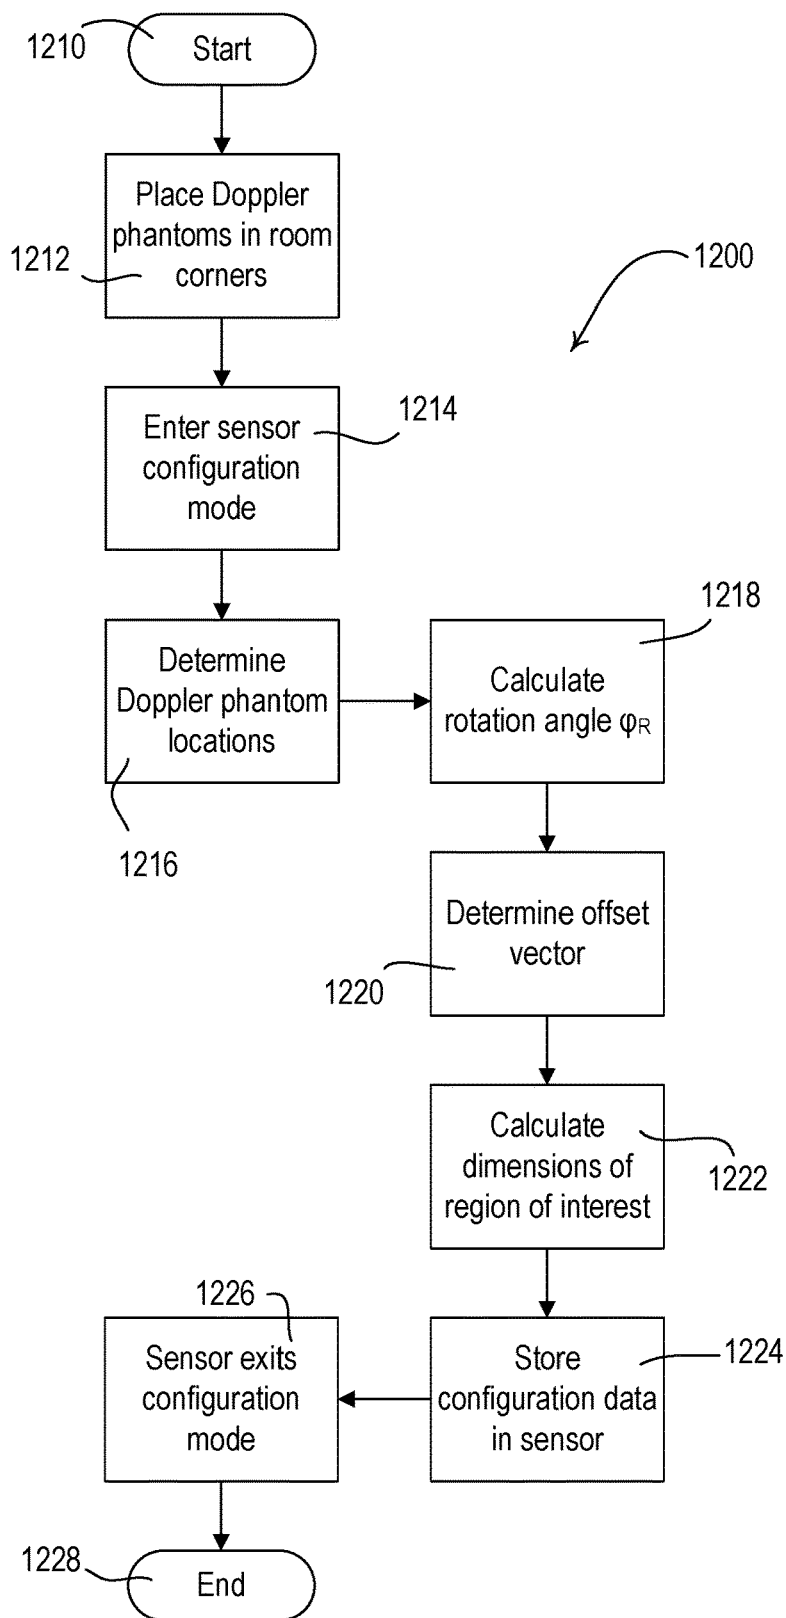 1210
Start
Place Doppler
phantoms in room
corners
1212
1200
Enter sensor
configuration
mode
1214
Determine
Doppler phantom
locations
1216
1218
Calculate
rotation angle φR
Determine offset
vector
1220
Calculate
dimensions of
region of interest
1222
Store
configuration data
in sensor
1224
1226
Sensor exits
configuration
mode
1228
End